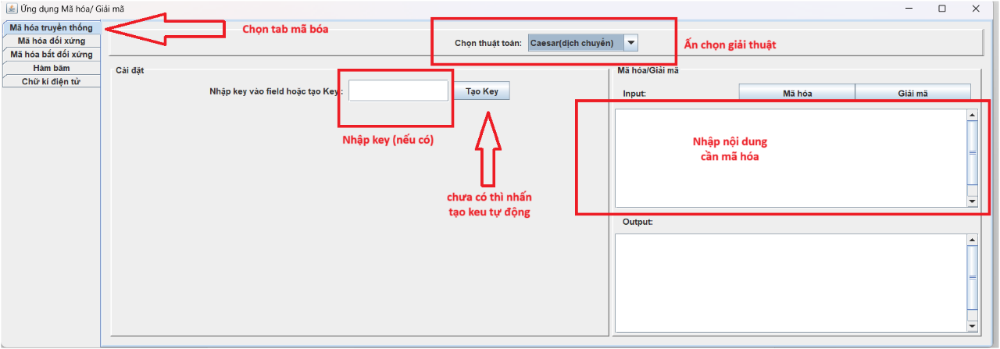 Ứng dụng Mã hóa/ Giải mã
Mã hóa truyền thống
Mã hóa đối xứng
Mã hóa bất đối xứng
Hàm băm
Chữ kí điện tử
Chọn tab mã bóa
Chọn thuật toán: Caesar(dịch chuyển)
Ấn chọn giải thuật
Cài đặt
Nhập key vào field hoặc tạo Key: Tạo Key
Nhập key (nếu có)
chưa có thì nhấn
tạo keu tự động
Mã hóa/Giải mã
Input: Mã hóa Giải mã
Nhập nội dung
cần mã hóa
Output: